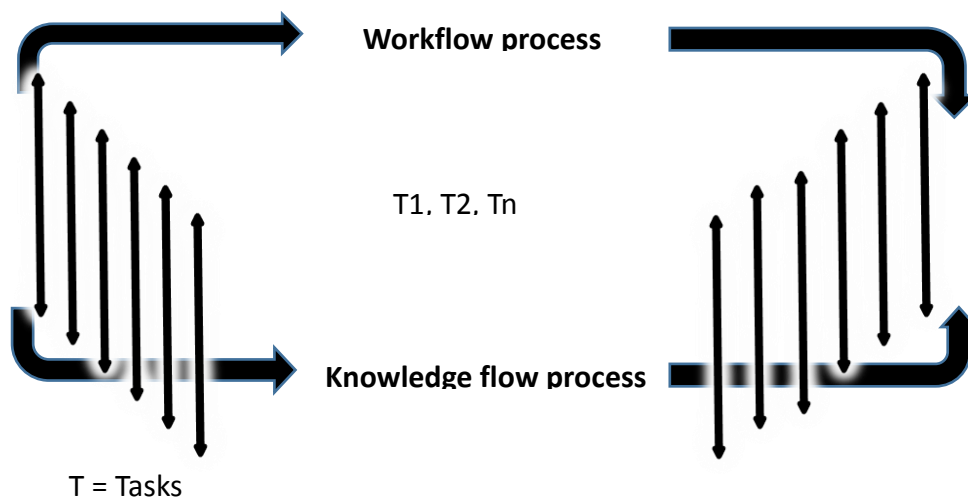 Workflow process
T1, T2, Tn
Knowledge flow process
T = Tasks